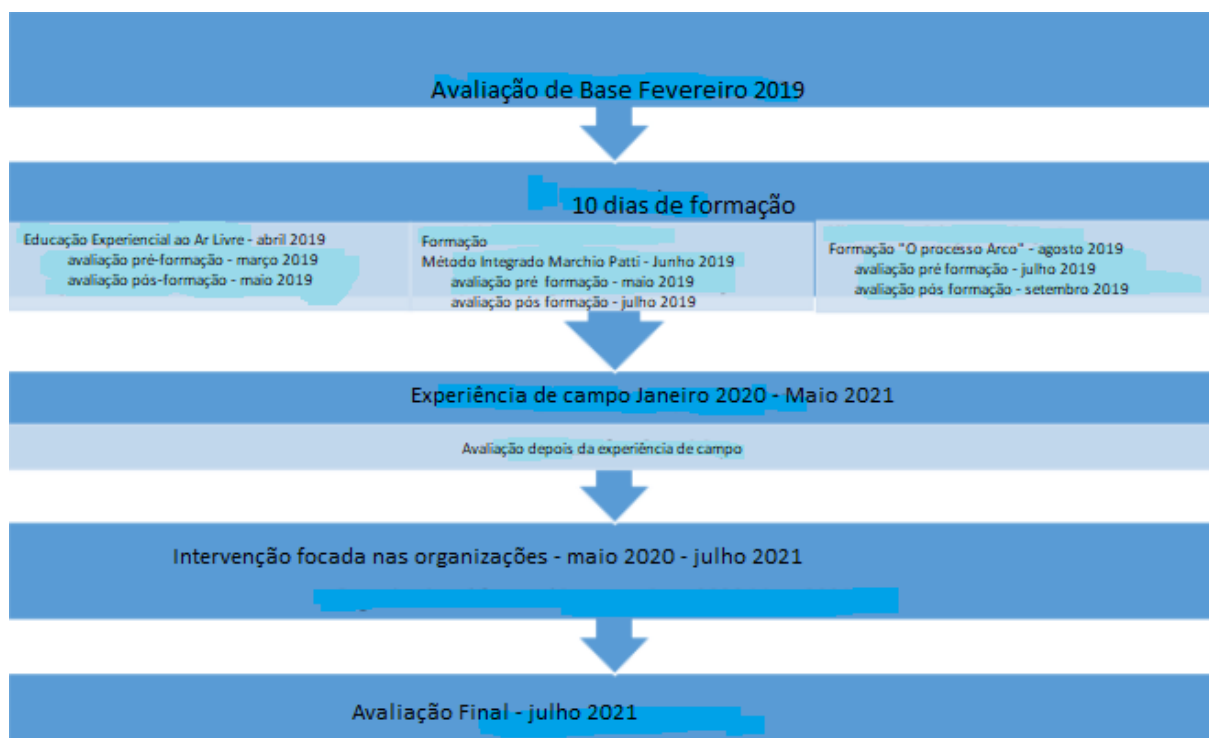 Avaliação de Base Fevereiro 2019
10 dias de formação
Educação Experiencial ao Ar Livre - abril 2019
avaliação pré-formação - março 2019
avaliação pós-formação - maio 2019
Formação
Método Integrado Marchio Patti - Junho 2019
avaliação pré formação - maio 2019
avaliação pós formação - julho 2019
Formação "O processo Arco" - agosto 2019
avaliação pré formação - julho 2019
avaliação pós formação - setembro 2019
Experiência de campo Janeiro 2020 - Maio 2021
Avaliação depois da experiência de campo
Intervenção focada nas organizações - maio 2020 - julho 2021
Avaliação Final - julho 2021